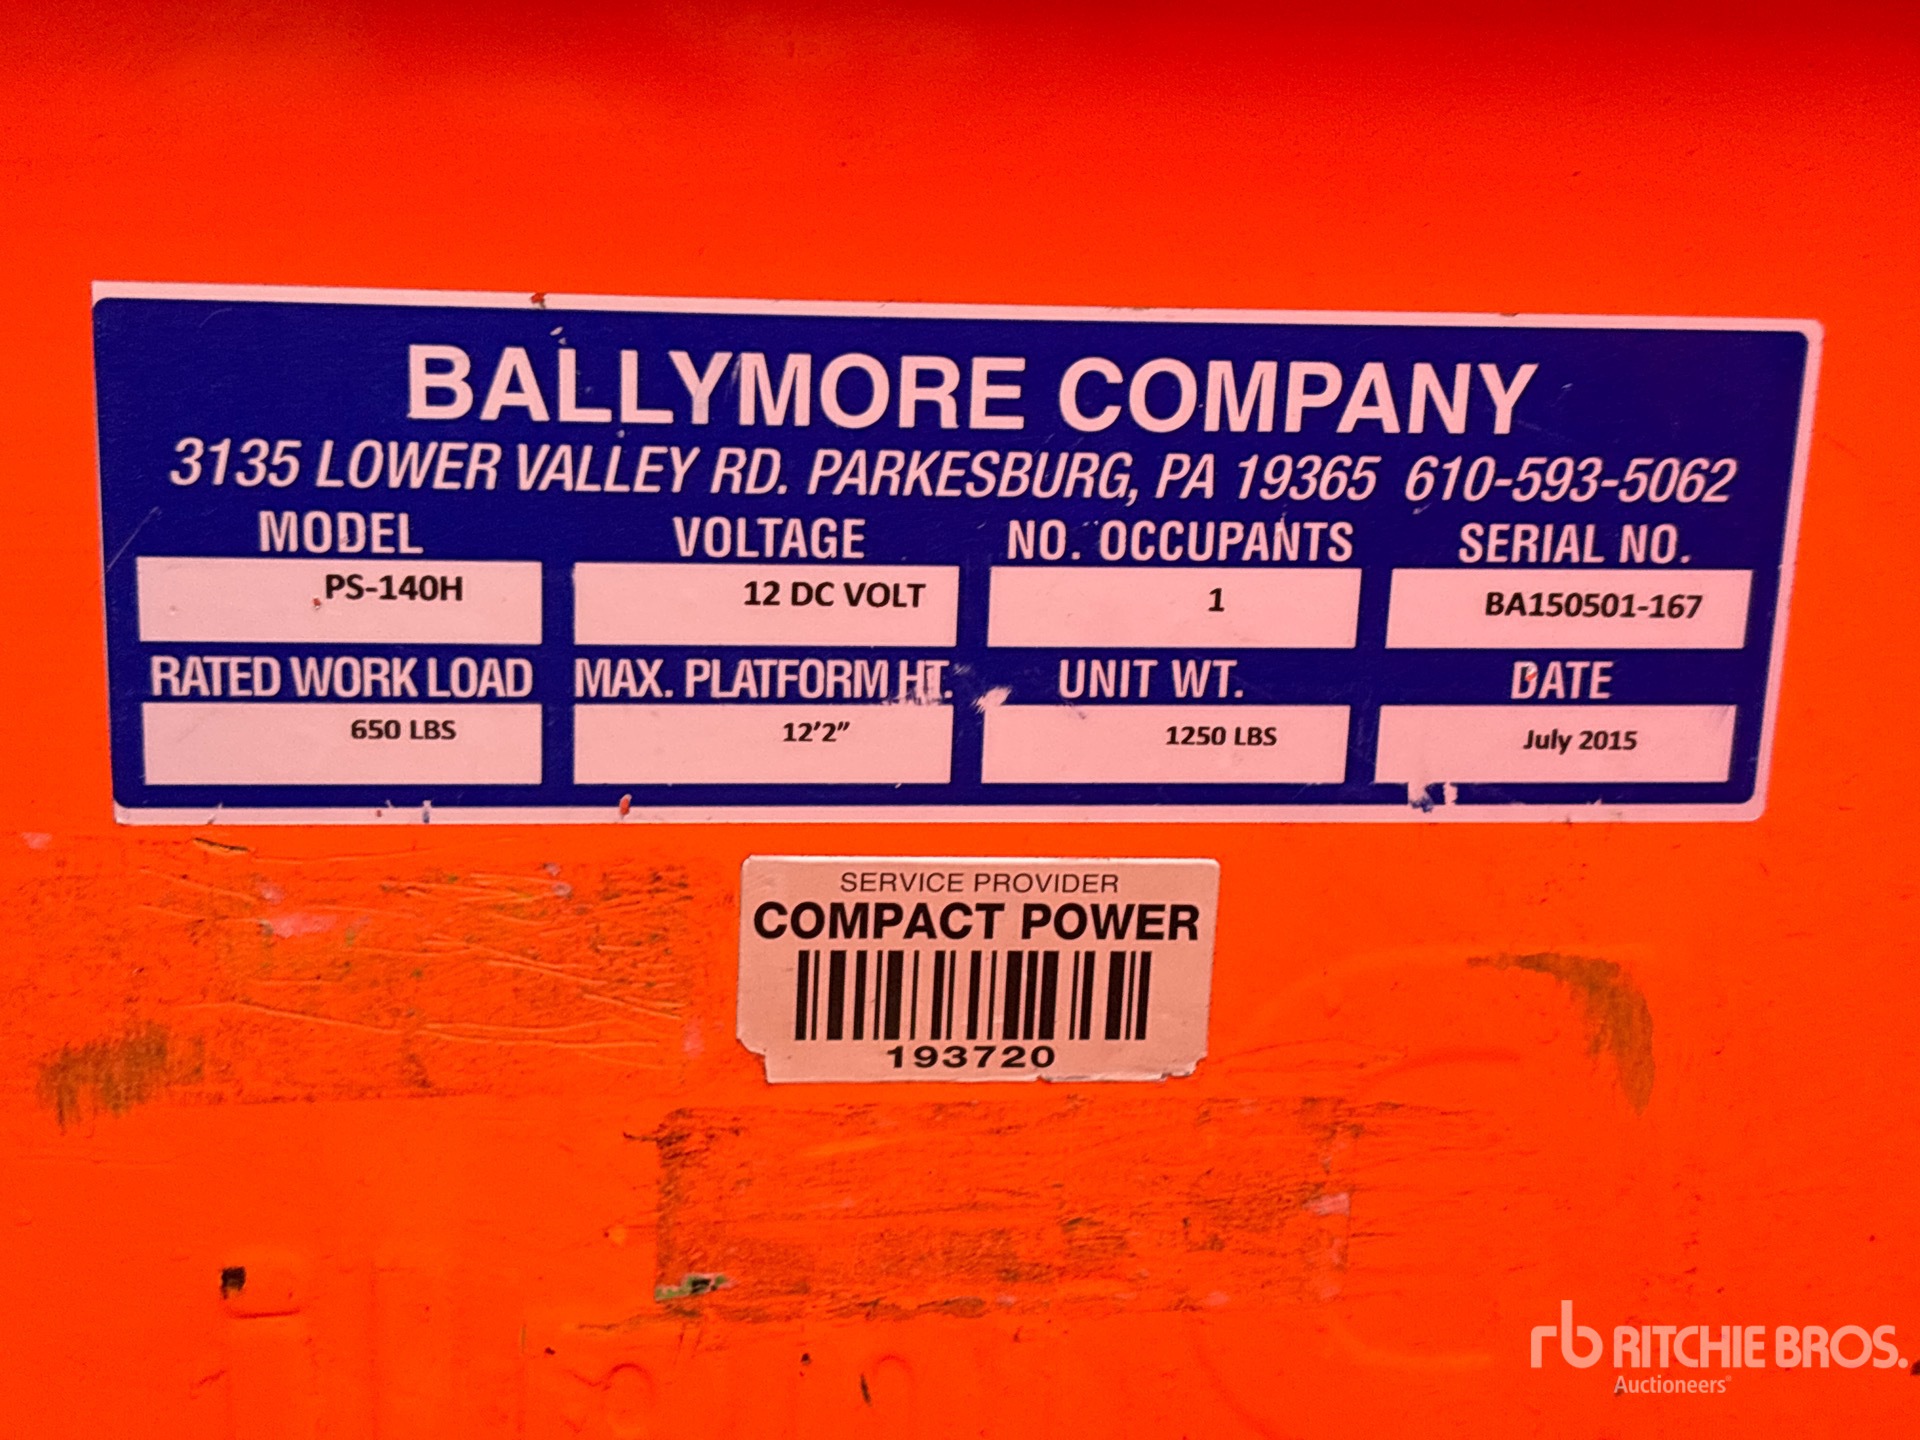 BALLYMORE COMPANY
3135 LOWER VALLEY RD. PARKESBURG, PA 19365 610-593-5062
MODEL VOLTAGE NO. OCCUPANTS SERIAL NO.
PS-140H 12 DC VOLT 1 BA150501-167
RATED WORK LOAD MAX. PLATFORM HT. UNIT WT. DATE
650 LBS 12'2" 1250 LBS July 2015
SERVICE PROVIDER
COMPACT POWER
193720
rb RITCHIE BROS.
Auctioneers